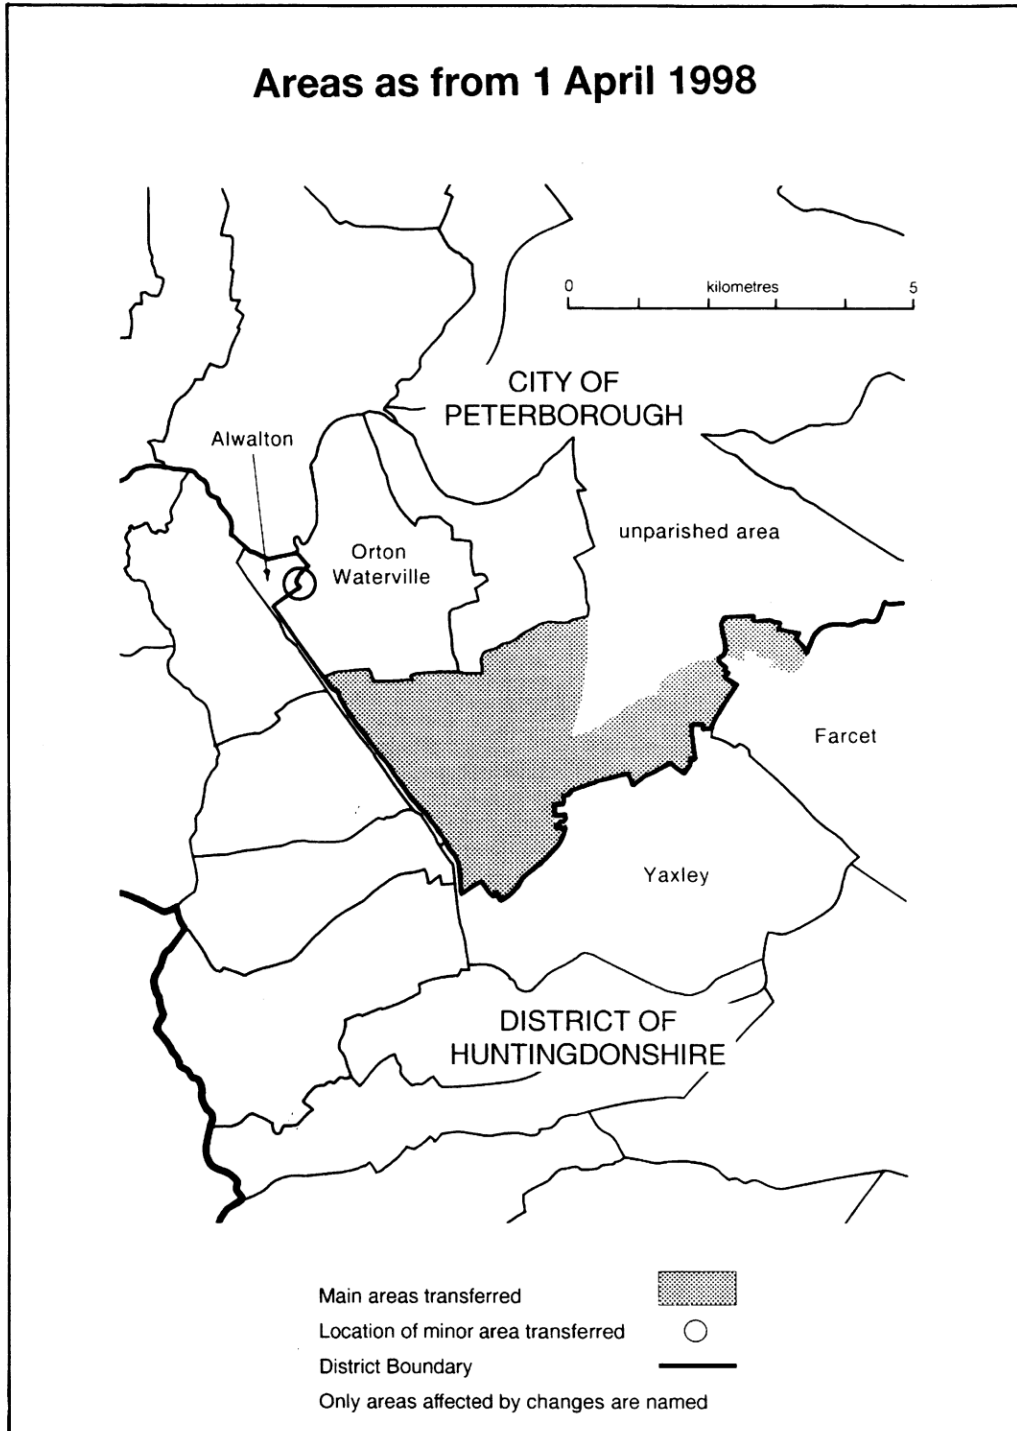 Areas as from 1 April 1998
0 kilometres 5
CITY OF
PETERBOROUGH
Alwalton
unparished area
Orton
Waterville
Farcet
Yaxley
DISTRICT OF
HUNTINGDONSHIRE
Main areas transferred
Location of minor area transferred
District Boundary
Only areas affected by changes are named